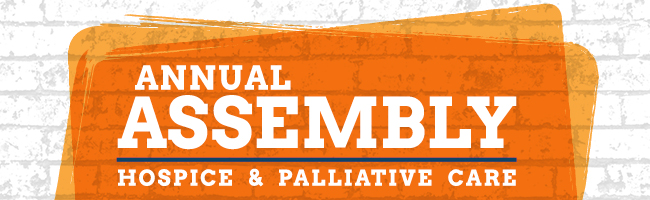 ANNUAL
ASSEMBLY
HOSPICE & PALLIATIVE CARE